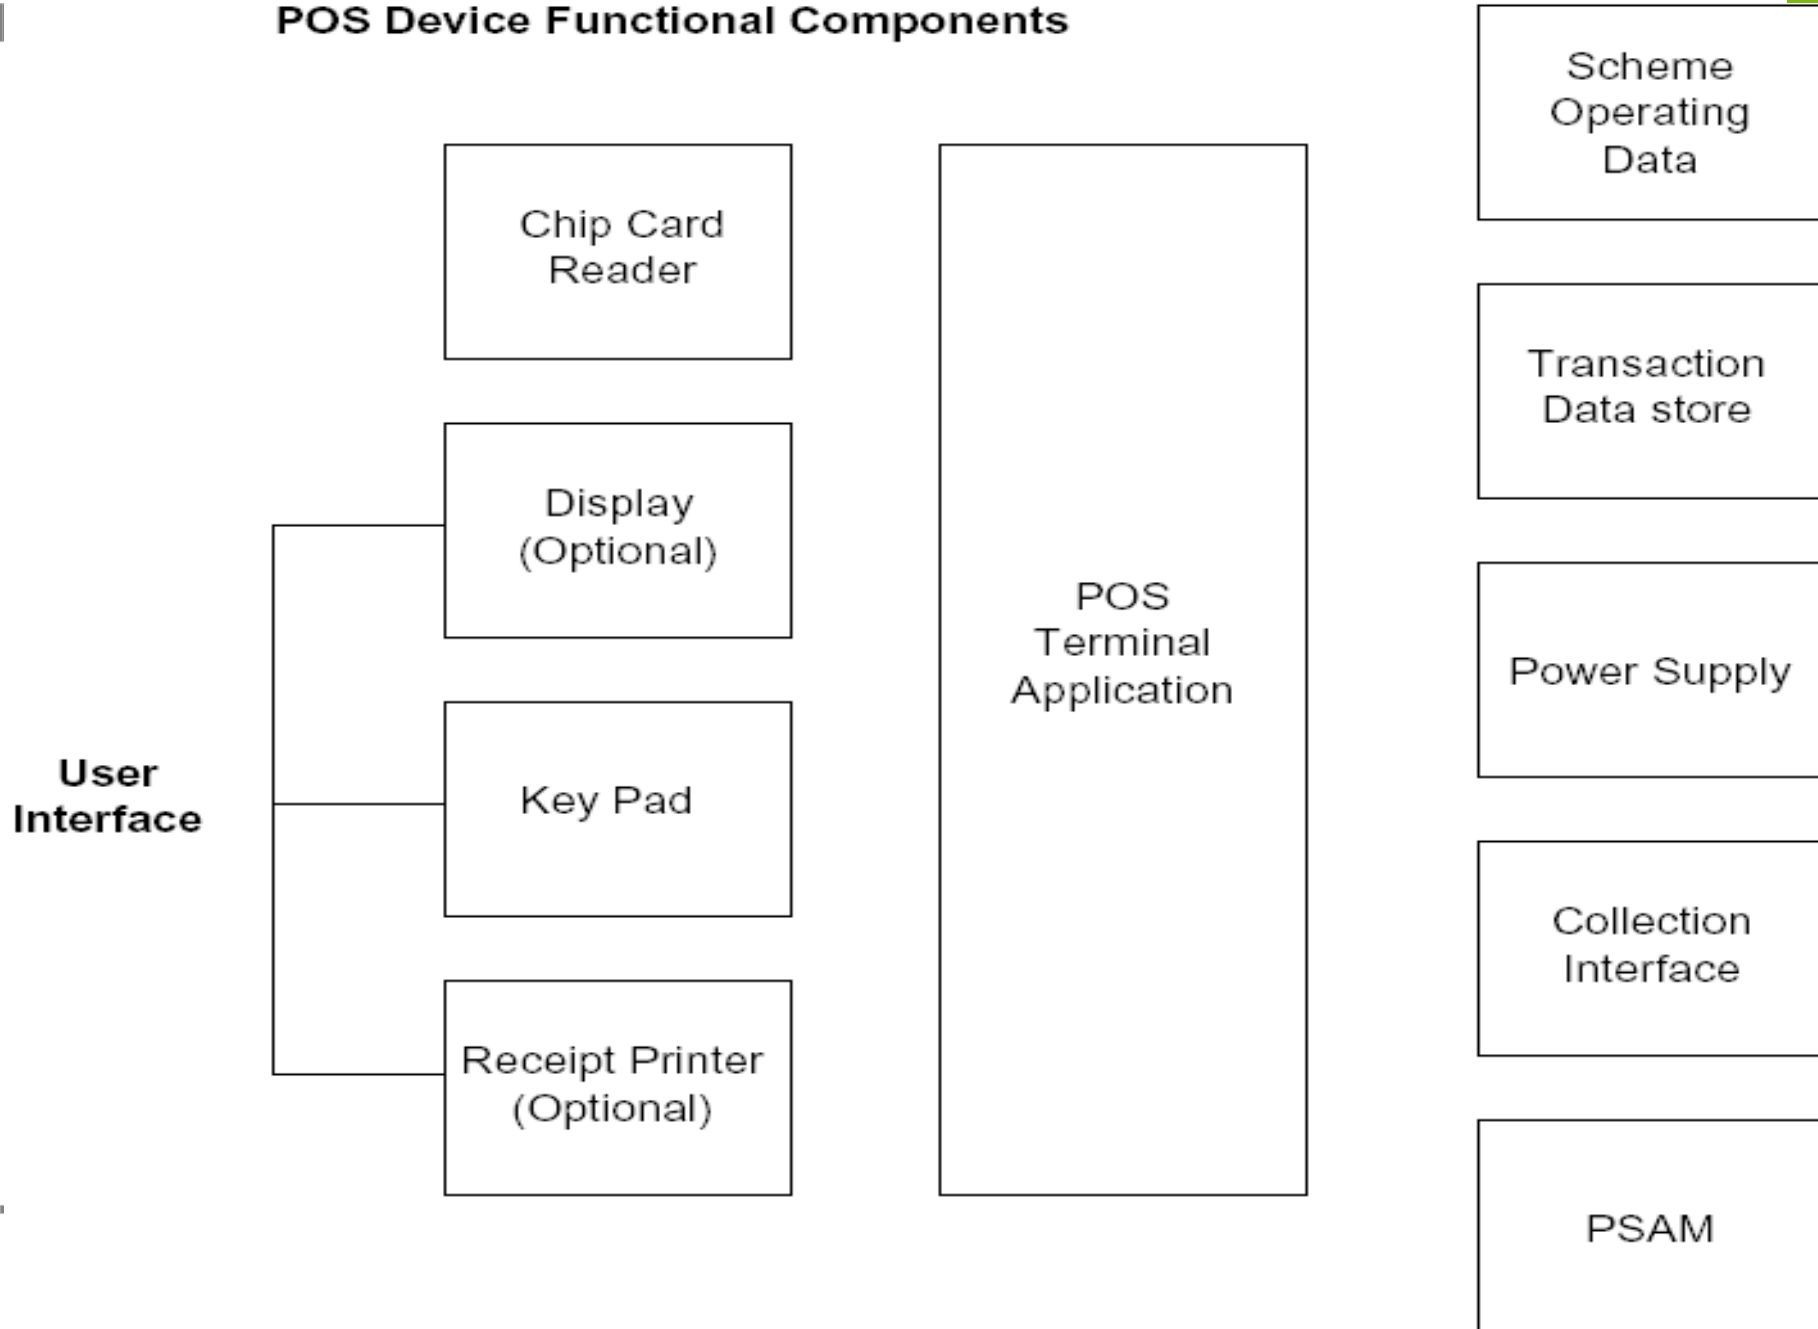 POS Device Functional Components
Chip Card
Reader
Display
(Optional)
Key Pad
Receipt Printer
(Optional)
User
Interface
POS
Terminal
Application
Scheme
Operating
Data
Transaction
Data store
Power Supply
Collection
Interface
PSAM